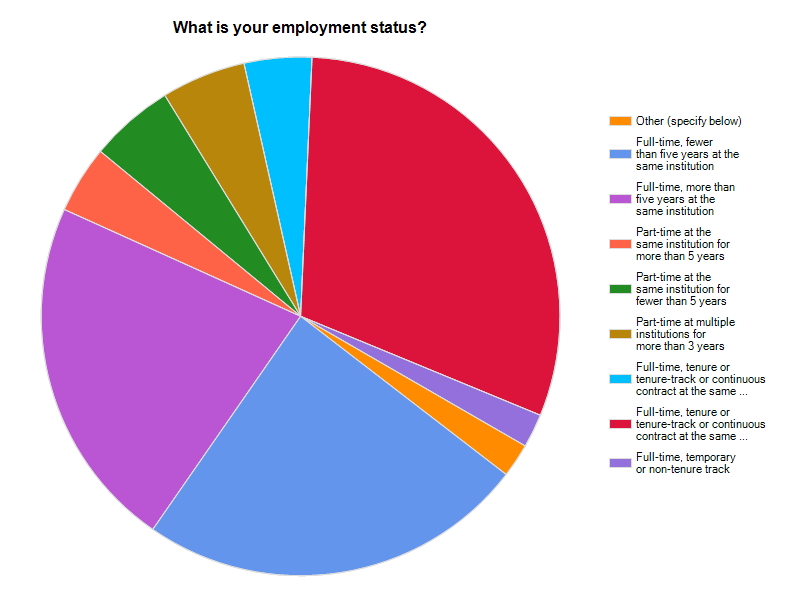 What is your employment status?
Other (specify below)
Full-time, fewer
than five years at the
same institution
Full-time, more than
five years at the
same institution
Part-time at the
same institution for
more than 5 years
Part-time at the
same institution for
fewer than 5 years
Part-time at multiple
institutions for
more than 3 years
Full-time, tenure or
tenure-track or continuous
contract at the same ...
Full-time, tenure or
tenure-track or continuous
contract at the same ...
Full-time, temporary
or non-tenure track